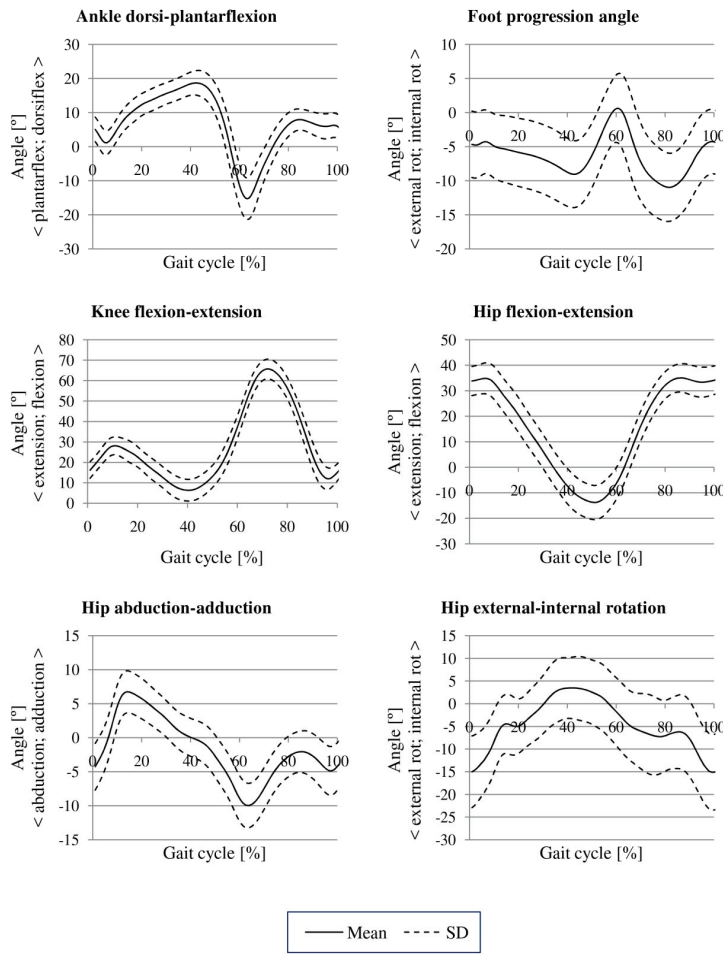 Ankle dorsi-plantarflexion
Angle [°]
< plantarflex; dorsiflex >
30
20
10
0
-10
-20
-30
0 20 40 60 80 100
Gait cycle [%]
Foot progression angle
Angle [°]
< external rot; internal rot >
10
5
0
-5
-10
-15
-20
0 20 40 60 80 100
Gait cycle [%]
Knee flexion-extension
Angle [°]
< extension; flexion >
80
70
60
50
40
30
20
10
0
0 20 40 60 80 100
Gait cycle [%]
Hip flexion-extension
Angle [°]
< extension; flexion >
50
40
30
20
10
0
-10
-20
-30
0 20 40 60 80 100
Gait cycle [%]
Hip abduction-adduction
Angle [°]
< abduction; adduction >
15
10
5
0
-5
-10
-15
0 20 40 60 80 100
Gait cycle [%]
Hip external-internal rotation
Angle [°]
< external rot; internal rot >
15
10
5
0
-5
-10
-15
-20
-25
-30
0 20 40 60 80 100
Gait cycle [%]
Mean SD